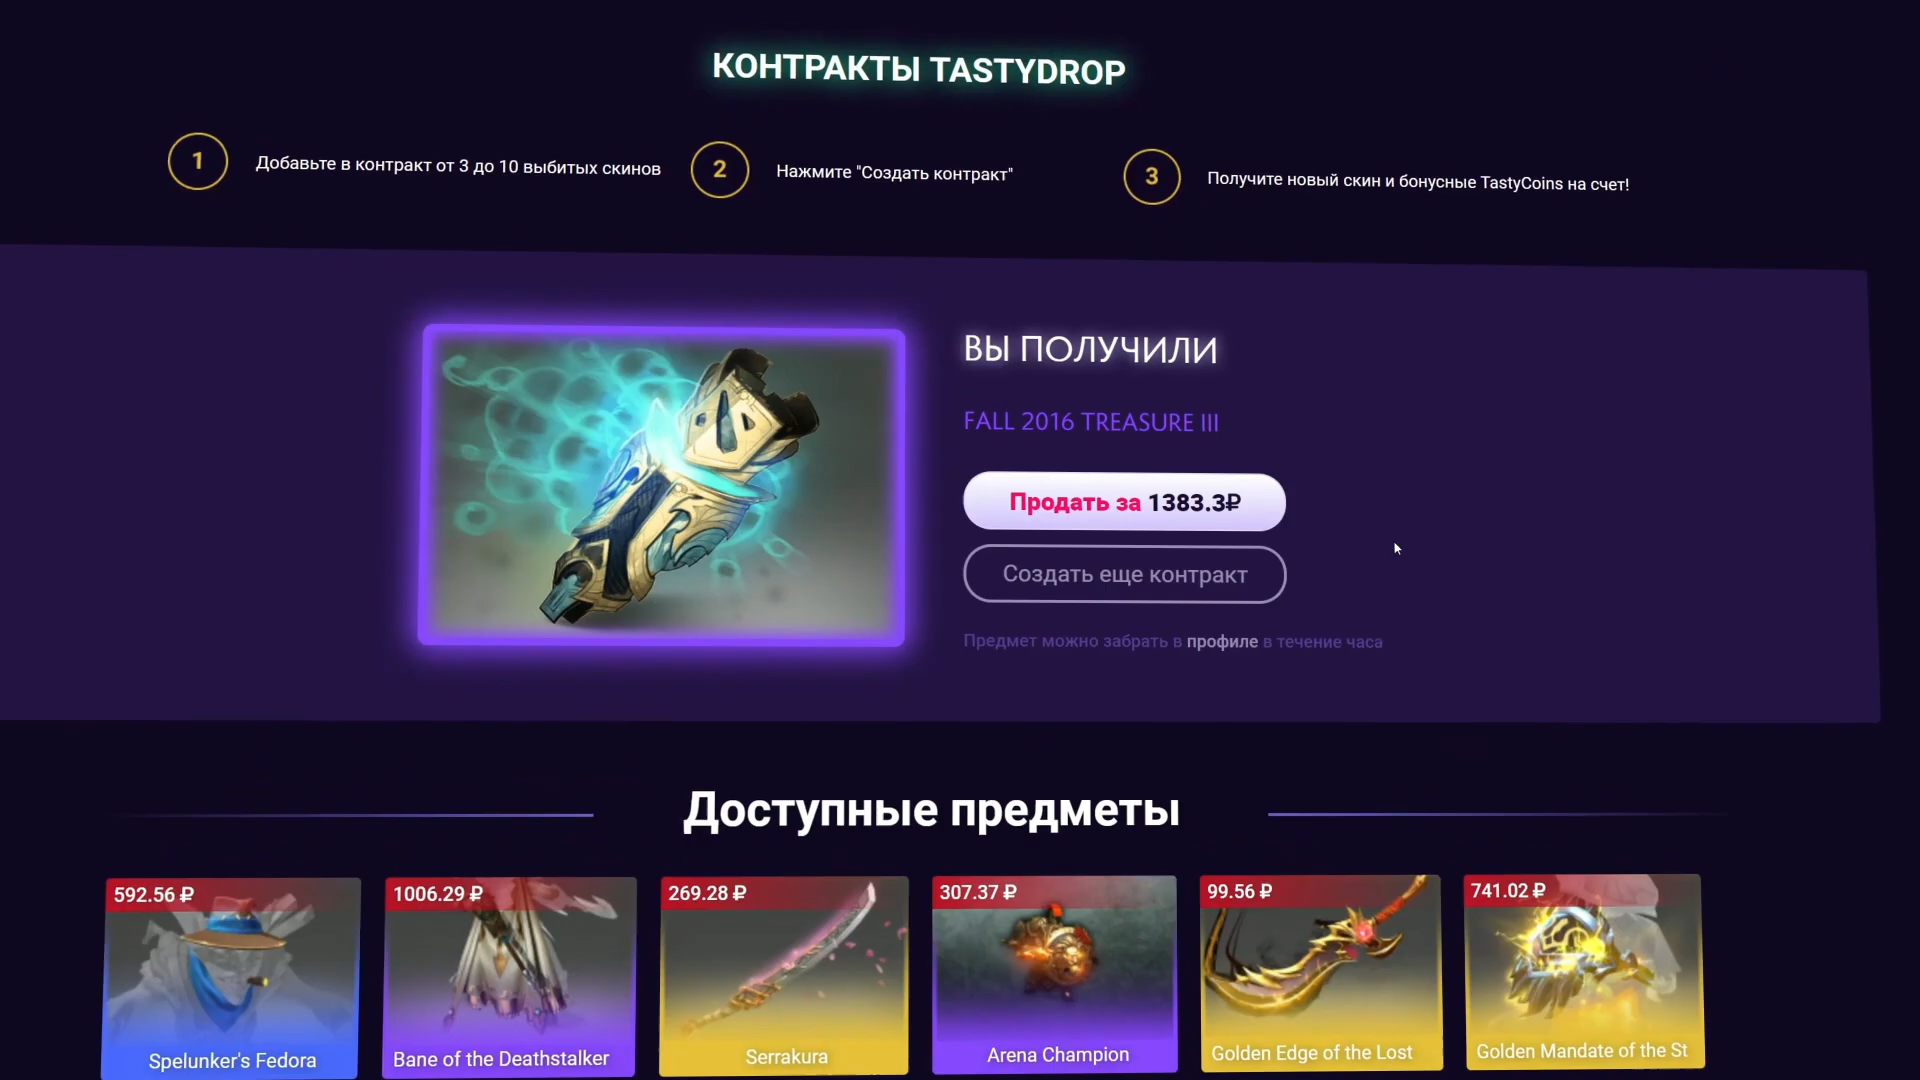 КОНТРАКТЫ TASTYDROP
1
Добавьте в контракт от 3 до 10 выбитых скинов
2
Нажмите "Создать контракт"
3
Получите новый скин и бонусные TastyCoins на счет!
ВЫ ПОЛУЧИЛИ
FALL 2016 TREASURE III
Продать за 1383.3₽
Создать еще контракт
Предмет можно забрать в профиле в течение часа
Доступные предметы
592.56 ₽
1006.29 ₽
269.28 ₽
307.37 ₽
99.56 ₽
741.02 ₽
Spelunker's Fedora
Bane of the Deathstalker
Serrakura
Arena Champion
Golden Edge of the Lost
Golden Mandate of the St